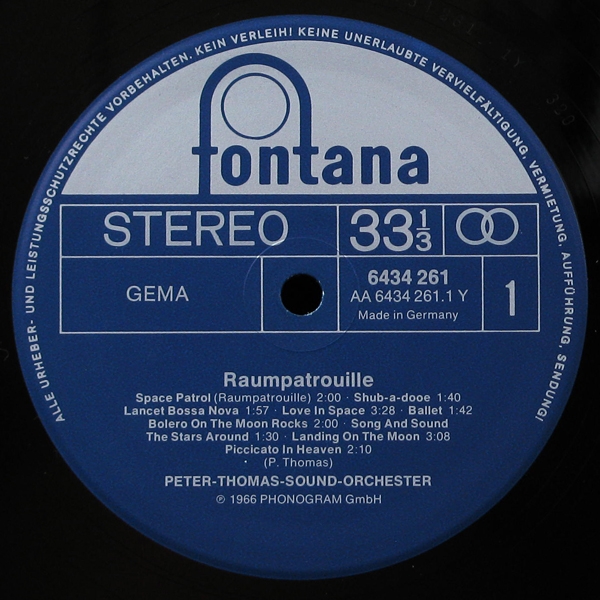 ALLE URHEBER- UND LEISTUNGSSCHUTZRECHTE VORBEHALTEN. KEIN VERLEIH! KEINE UNERLAUBTE VERVIELFÄLTIGUNG, VERMIETUNG, AUFFÜHRUNG, SENDUNG!
fontana
STEREO 33 1/3
GEMA
6434 261
AA 6434 261.1 Y
Made in Germany
1
Raumpatrouille
Space Patrol (Raumpatrouille) 2:00 · Shub-a-dooe 1:40
Lancet Bossa Nova 1:57 · Love In Space 3:28 · Ballet 1:42
Bolero On The Moon Rocks 2:00 · Song And Sound
The Stars Around 1:30 · Landing On The Moon 3:08
Piccicato In Heaven 2:10
(P. Thomas)
PETER-THOMAS-SOUND-ORCHESTER
℗ 1966 PHONOGRAM GmbH